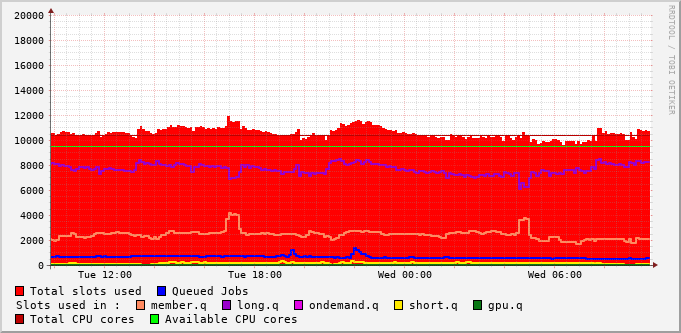 20000
18000
16000
14000
12000
10000
8000
6000
4000
2000
0
Tue 12:00 Tue 18:00 Wed 00:00 Wed 06:00
RRDTOOL / TOBI OETIKER
Total slots used Queued Jobs
Slots used in : member.q long.q ondemand.q short.q gpu.q
Total CPU cores Available CPU cores